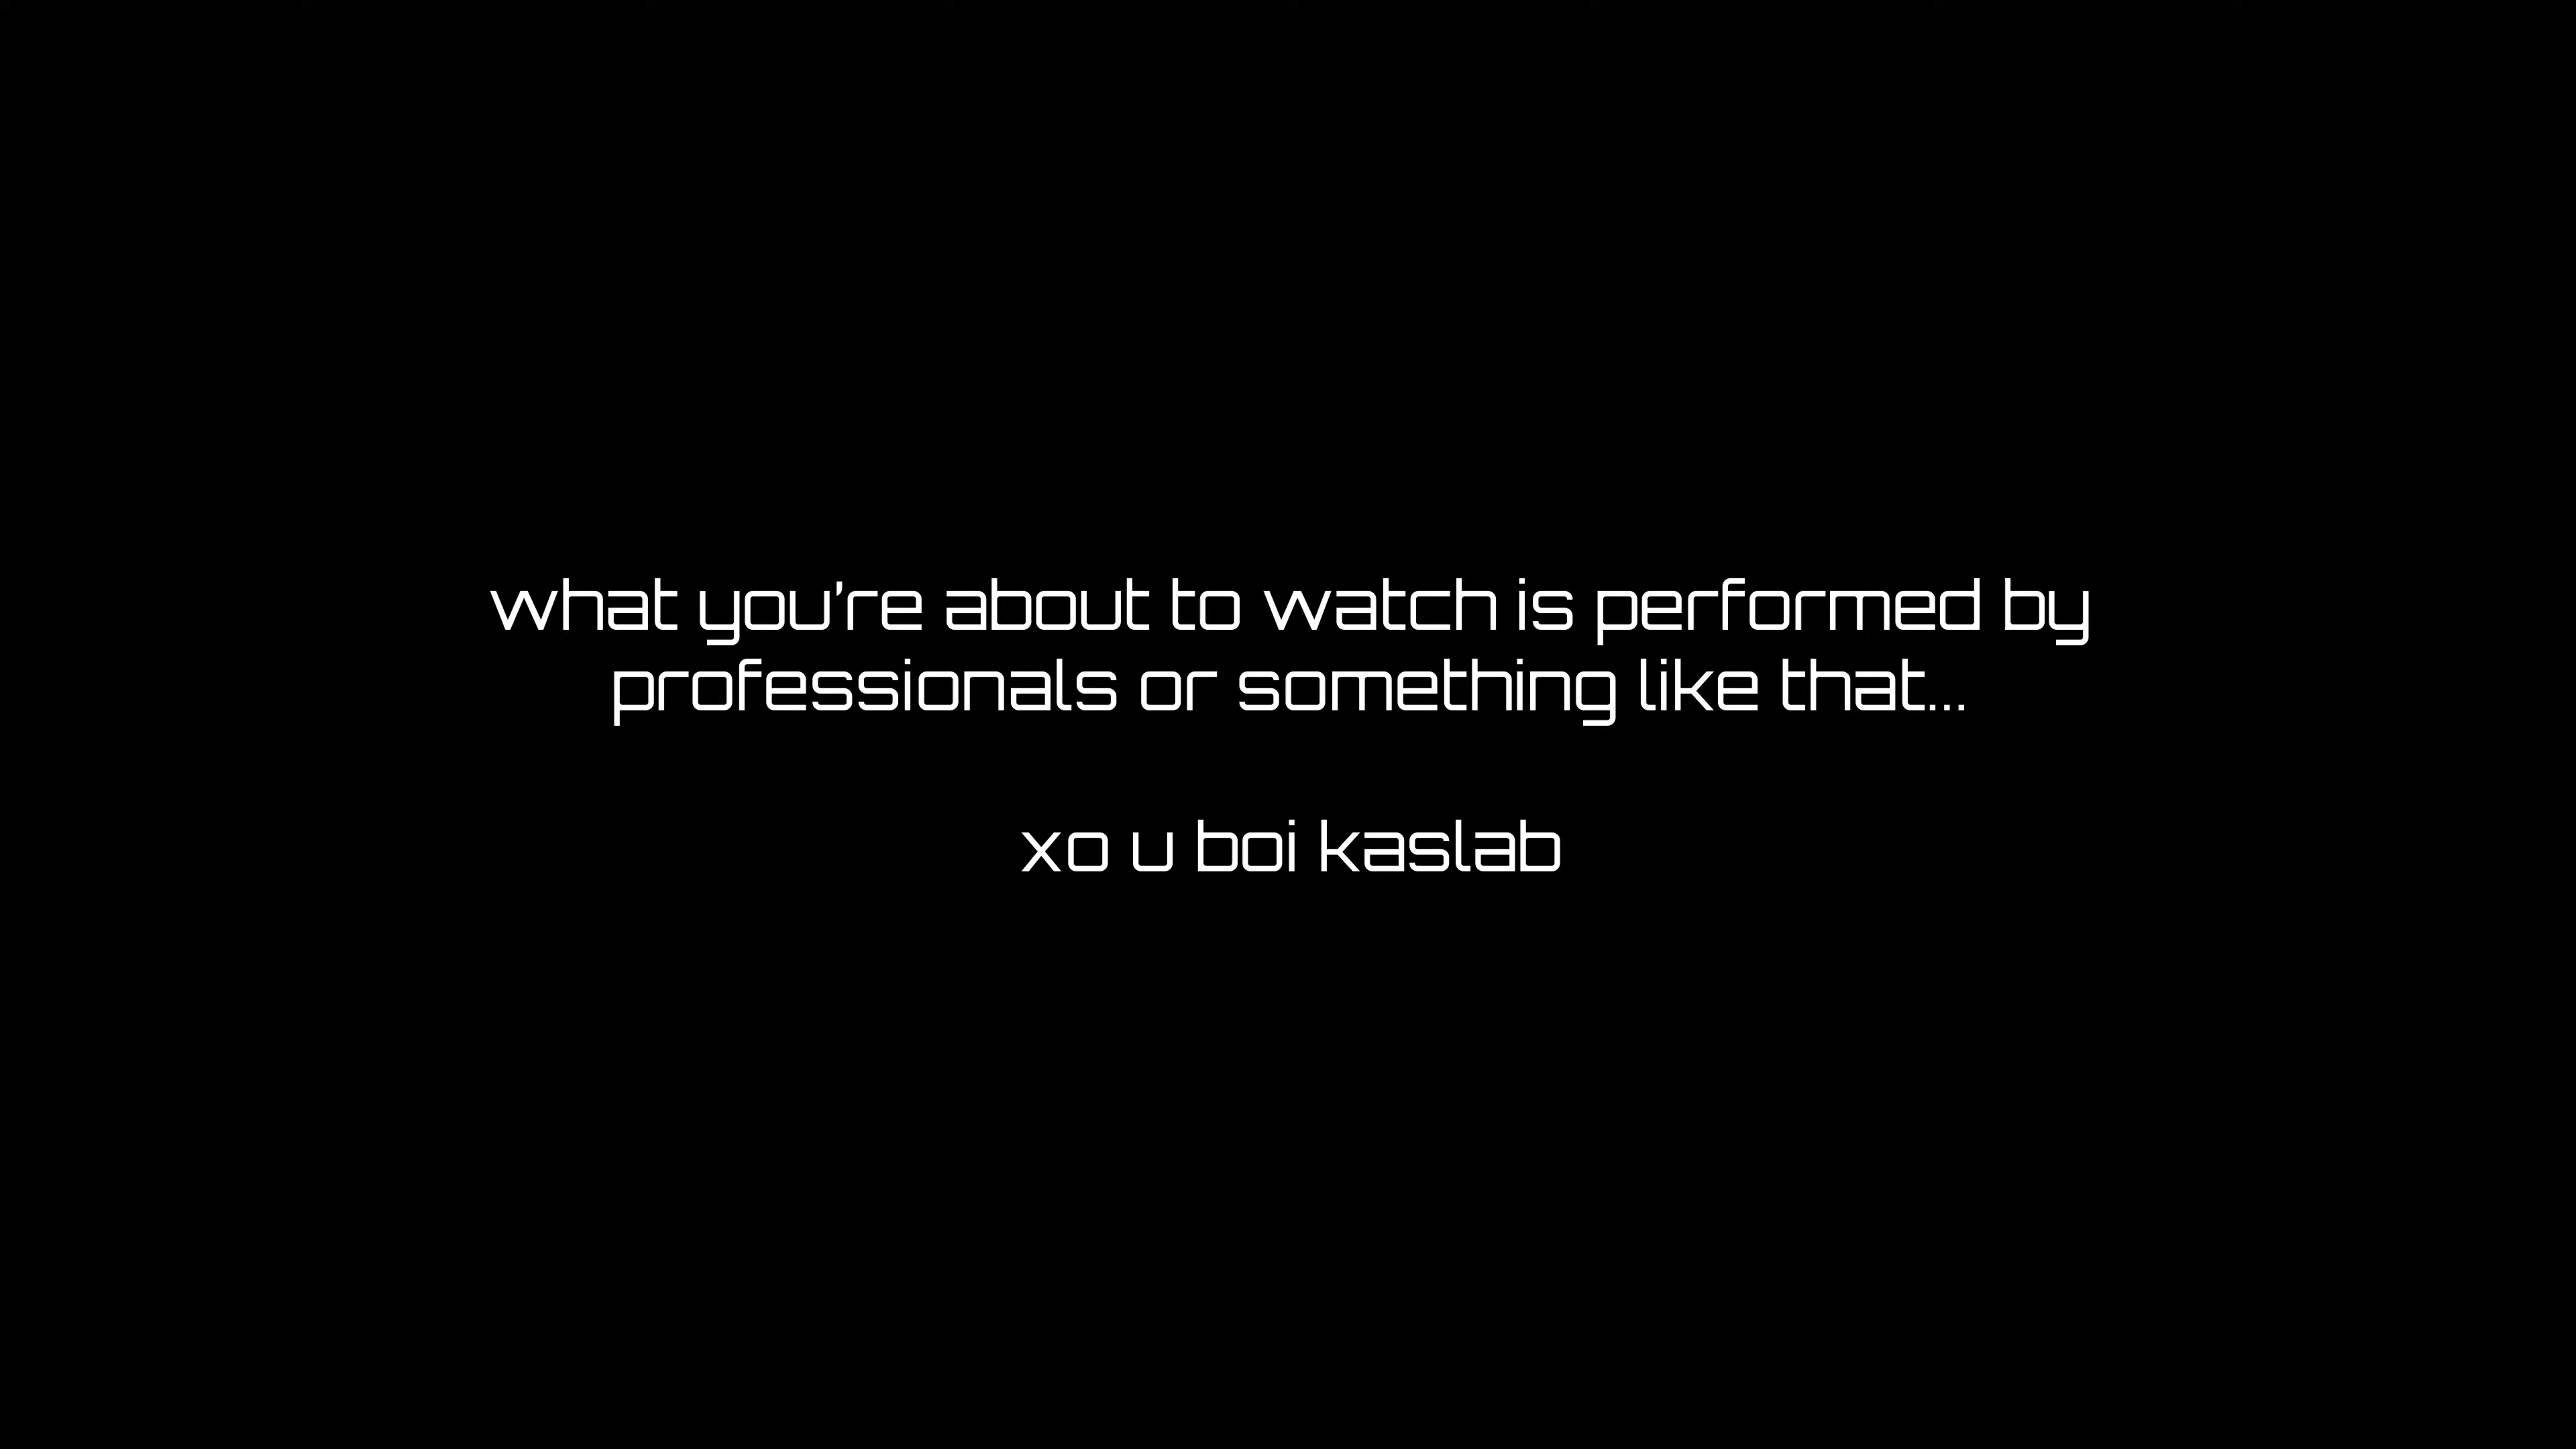 what you're about to watch is performed by
professionals or something like that...
xo u boi kaslab